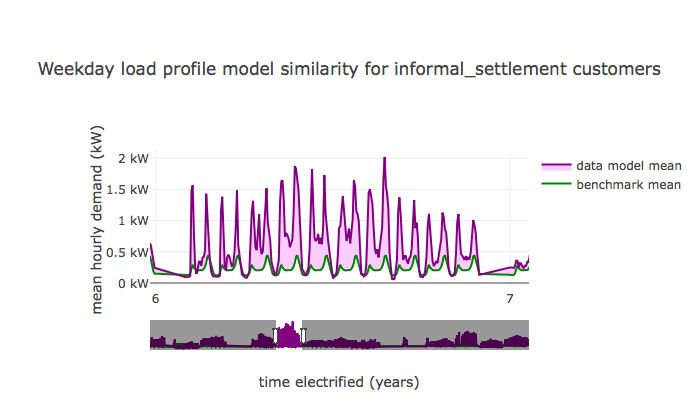 Weekday load profile model similarity for informal_settlement customers
mean hourly demand (kW)
2 kW
1.5 kW
1 kW
0.5 kW
0 kW
6
7
data model mean
benchmark mean
time electrified (years)